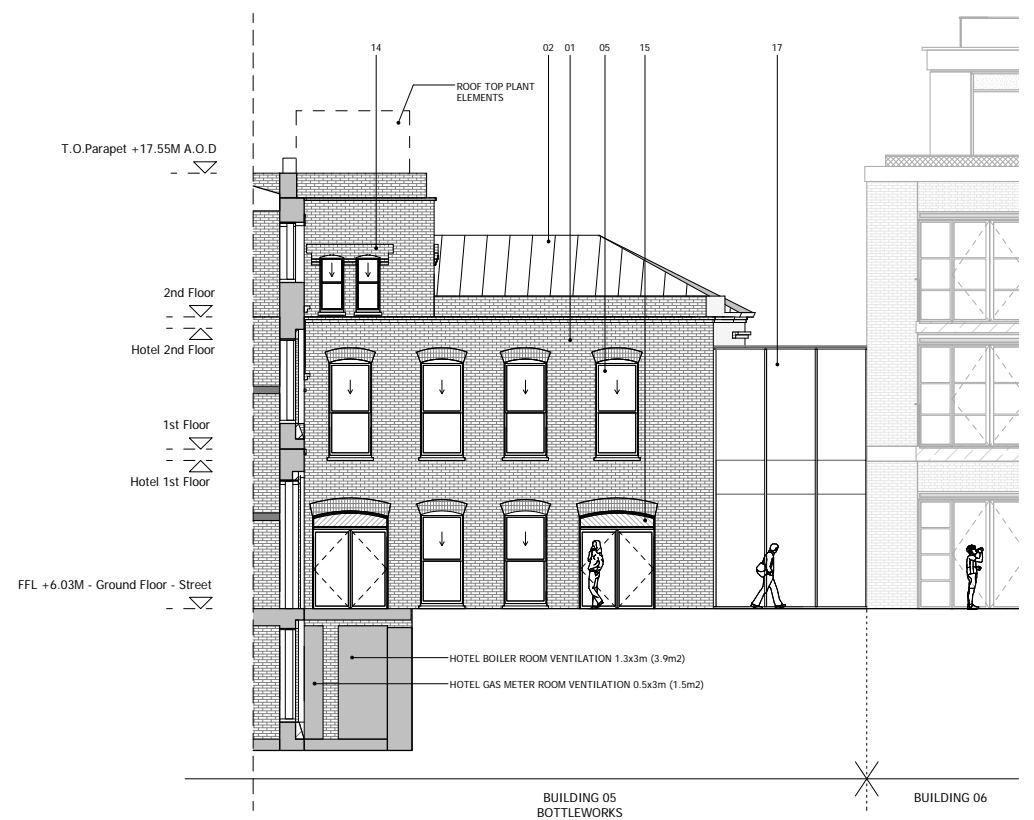 14
02
01
05
15
17
ROOF TOP PLANT
ELEMENTS
T.O.Parapet +17.55M A.O.D
2nd Floor
Hotel 2nd Floor
1st Floor
Hotel 1st Floor
FFL +6.03M - Ground Floor - Street
HOTEL BOILER ROOM VENTILATION 1.3x3m (3.9m2)
HOTEL GAS METER ROOM VENTILATION 0.5x3m (1.5m2)
BUILDING 05
BOTTLEWORKS
BUILDING 06